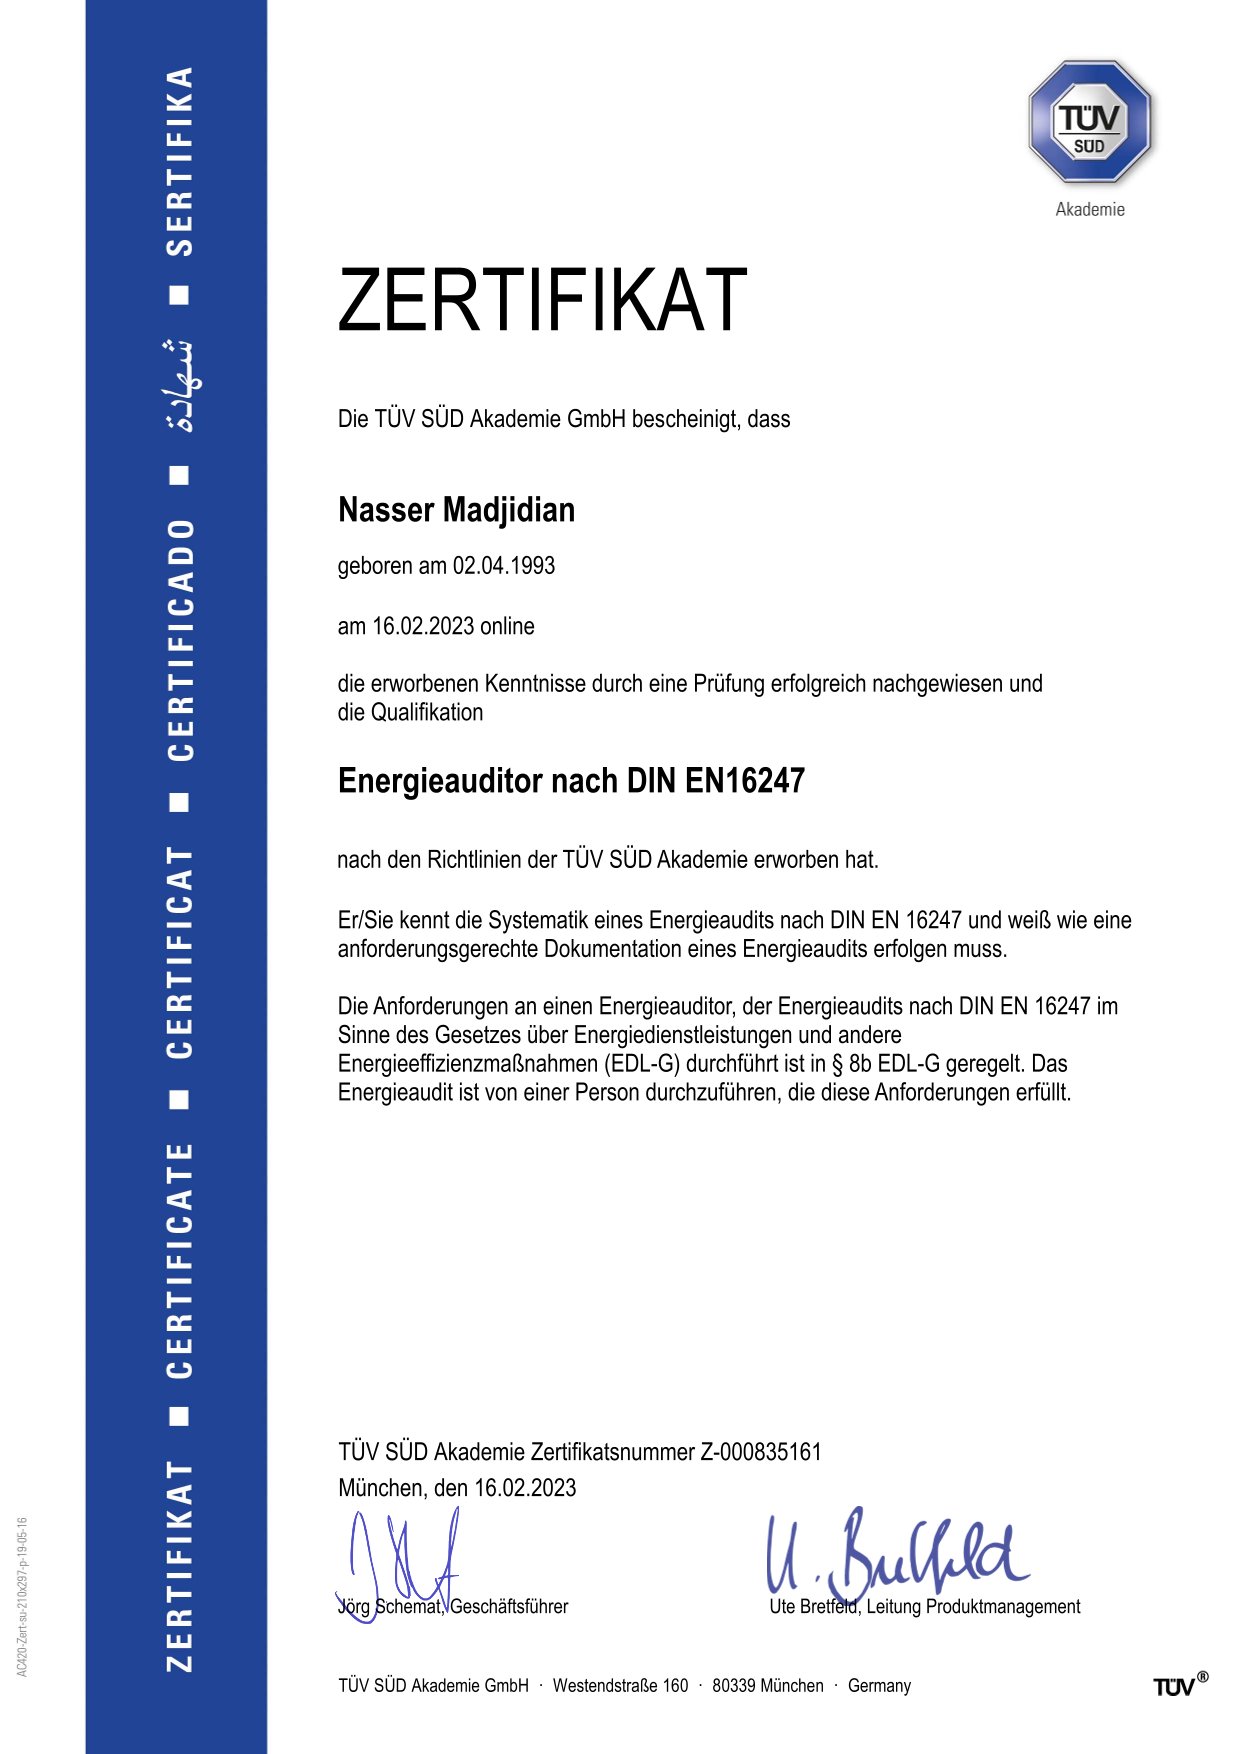 TÜV
SÜD
Akademie
ZERTIFIKAT ■ CERTIFICATE ■ CERTIFICAT ■ CERTIFICADO ■ شهادة ■ SERTIFIKA
ZERTIFIKAT
Die TÜV SÜD Akademie GmbH bescheinigt, dass
Nasser Madjidian
geboren am 02.04.1993
am 16.02.2023 online
die erworbenen Kenntnisse durch eine Prüfung erfolgreich nachgewiesen und
die Qualifikation
Energieauditor nach DIN EN16247
nach den Richtlinien der TÜV SÜD Akademie erworben hat.
Er/Sie kennt die Systematik eines Energieaudits nach DIN EN 16247 und weiß wie eine
anforderungsgerechte Dokumentation eines Energieaudits erfolgen muss.
Die Anforderungen an einen Energieauditor, der Energieaudits nach DIN EN 16247 im
Sinne des Gesetzes über Energiedienstleistungen und andere
Energieeffizienzmaßnahmen (EDL-G) durchführt ist in § 8b EDL-G geregelt. Das
Energieaudit ist von einer Person durchzuführen, die diese Anforderungen erfüllt.
TÜV SÜD Akademie Zertifikatsnummer Z-000835161
München, den 16.02.2023
U. Bretfeld
Jörg Schemat, Geschäftsführer
Ute Bretfeld, Leitung Produktmanagement
TÜV SÜD Akademie GmbH · Westendstraße 160 · 80339 München · Germany
TÜV®
AC420-Zert-su-210x297-p-19-05-16